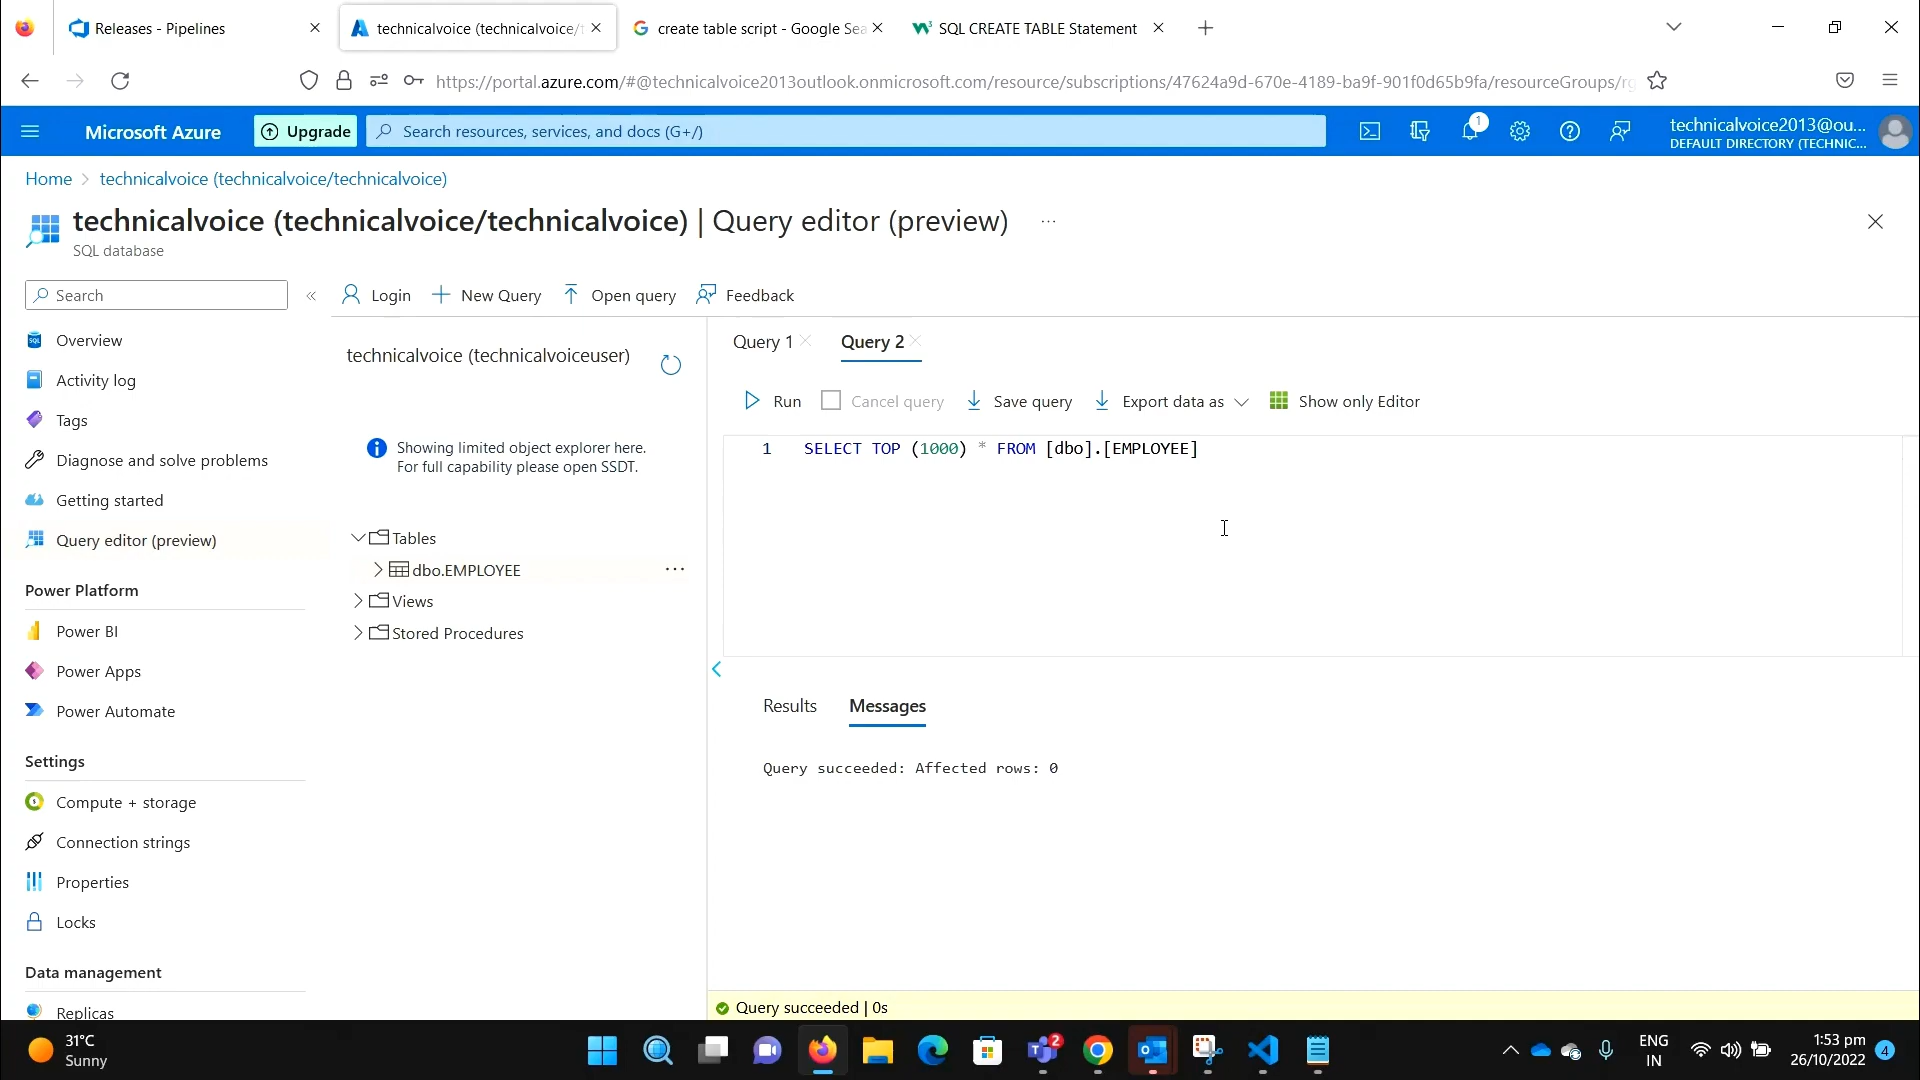 Releases - Pipelines
technicalvoice (technicalvoice/
create table script - Google Sea
SQL CREATE TABLE Statement
https://portal.azure.com/#@technicalvoice2013outlook.onmicrosoft.com/resource/subscriptions/47624a9d-670e-4189-ba9f-901f0d65b9fa/resourceGroups/
Microsoft Azure
Upgrade
Search resources, services, and docs (G+/)
1
technicalvoice2013@ou...
DEFAULT DIRECTORY (TECHNIC...
Home > technicalvoice (technicalvoice/technicalvoice)
technicalvoice (technicalvoice/technicalvoice) | Query editor (preview) ...
SQL database
Search
«
Login
New Query
Open query
Feedback
Overview
Activity log
Tags
Diagnose and solve problems
Getting started
Query editor (preview)
Power Platform
Power BI
Power Apps
Power Automate
Settings
Compute + storage
Connection strings
Properties
Locks
Data management
Replicas
technicalvoice (technicalvoiceuser)
Showing limited object explorer here.
For full capability please open SSDT.
Tables
dbo.EMPLOYEE ...
Views
Stored Procedures
Query 1
Query 2
Run
Cancel query
Save query
Export data as
Show only Editor
1 SELECT TOP (1000) * FROM [dbo].[EMPLOYEE]
Results
Messages
Query succeeded: Affected rows: 0
Query succeeded | 0s
31°C
Sunny
2
ENG
IN
1:53 pm
26/10/2022
4